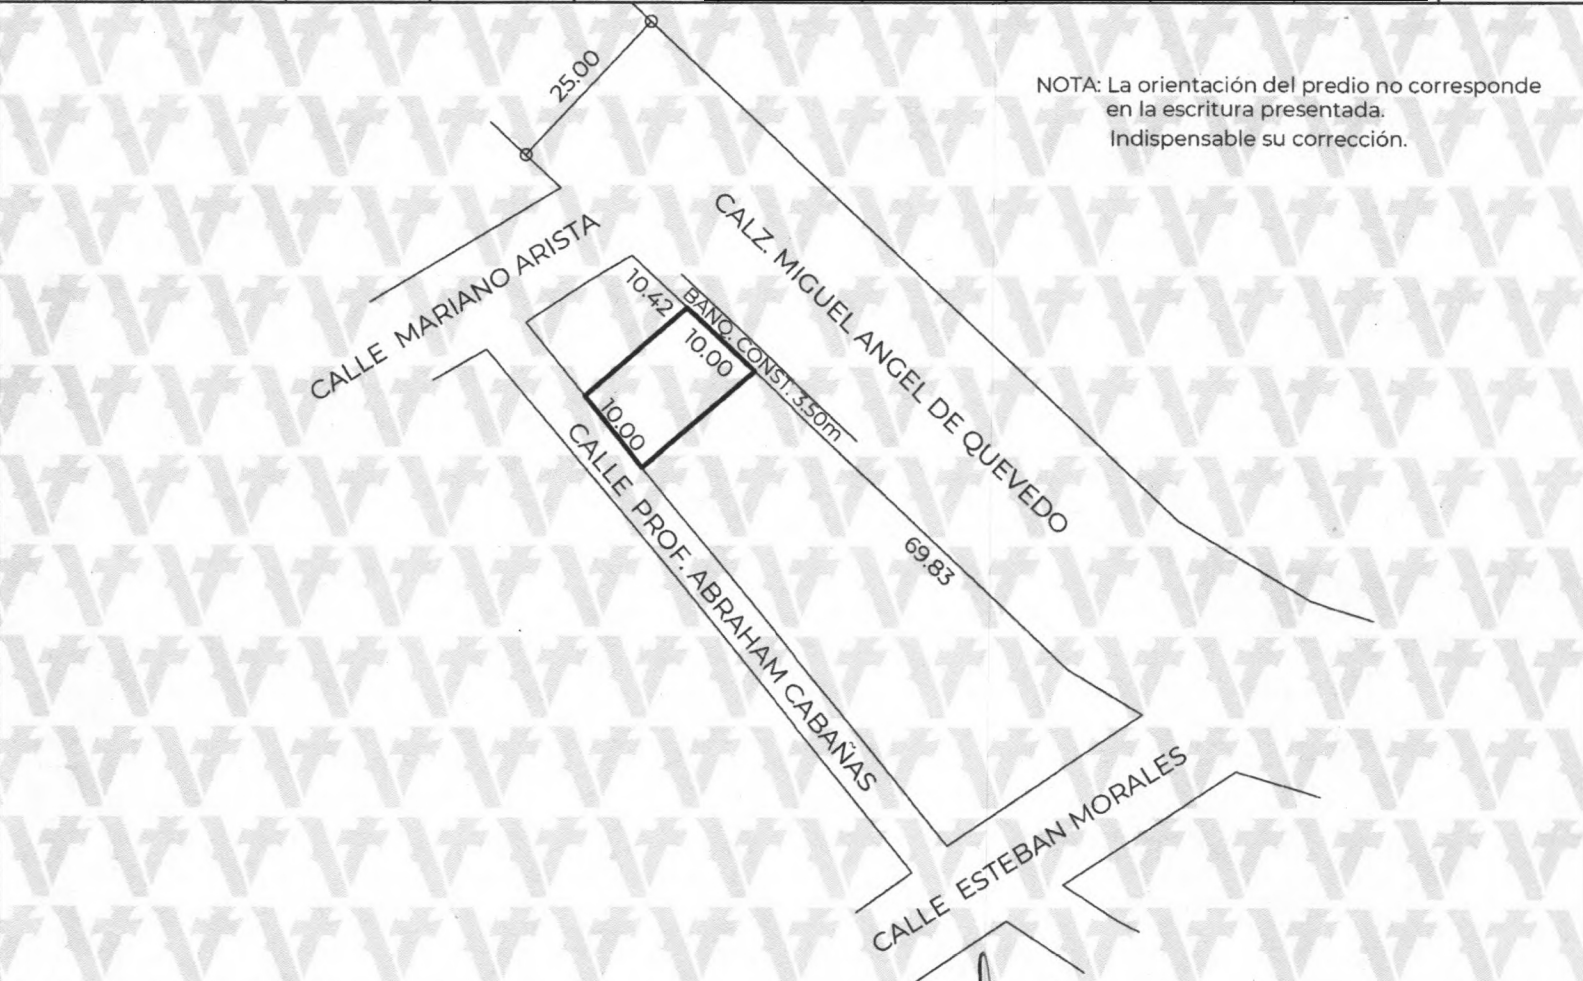 25.00
NOTA: La orientación del predio no corresponde
en la escritura presentada.
Indispensable su corrección.
CALLE MARIANO ARISTA
CALZ. MIGUEL ANGEL DE QUEVEDO
10.42
BANQ. CONST. 3.50m
10.00
10.00
CALLE PROF. ABRAHAM CABAÑAS
69.83
CALLE ESTEBAN MORALES